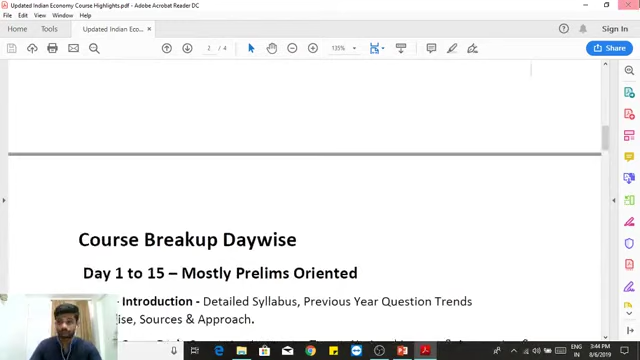 Updated Indian Economy Course Highlights.pdf - Adobe Acrobat Reader DC
File Edit View Window Help
Home Tools Updated Indian Economy ... × Sign In
2 / 4 135% Share
Course Breakup Daywise
Day 1 to 15 – Mostly Prelims Oriented
Introduction - Detailed Syllabus, Previous Year Question Trends
ise, Sources & Approach.
ENG 3:44 PM
IN 8/6/2019